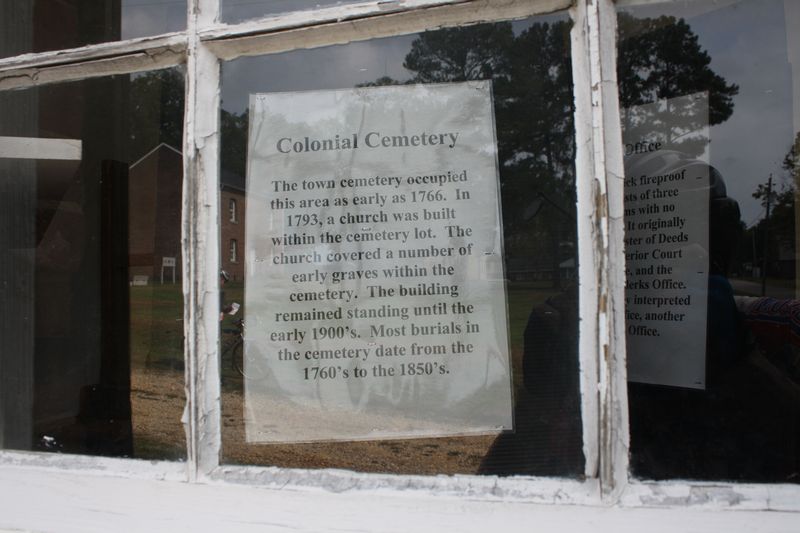 Colonial Cemetery
The town cemetery occupied
this area as early as 1766. In
1793, a church was built
within the cemetery lot. The
church covered a number of
early graves within the
cemetery. The building
remained standing until the
early 1900's. Most burials in
the cemetery date from the
1760's to the 1850's.
Office
fireproof
of three
with no
It originally
of Deeds
Court
and the
Office.
interpreted
another
Office.